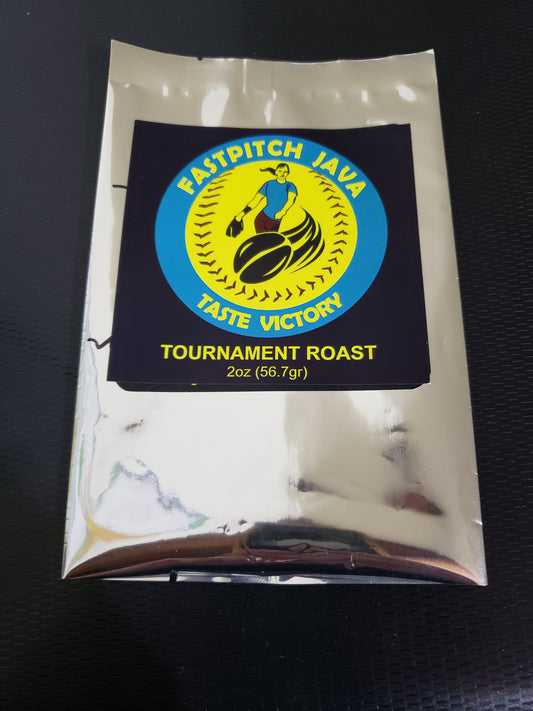 FASTPITCH JAVA
TASTE VICTORY
TOURNAMENT ROAST
2oz (56.7gr)